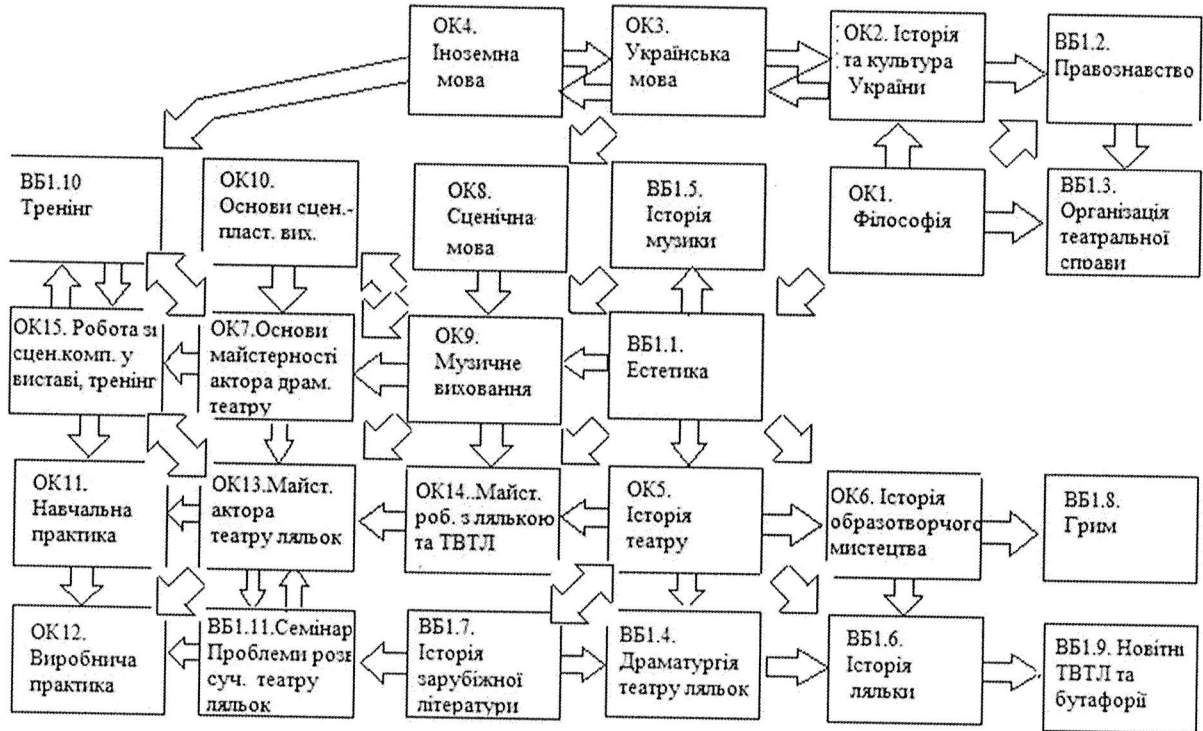 ОК4.
Іноземна
мова
ОК3.
Українська
мова
ОК2. Історія
та культура
України
ВБ1.2.
Правознавство
ВБ1.10
Тренінг
ОК10.
Основи сцен.-
пласт. вих.
ОК8.
Сценічна
мова
ВБ1.5.
Історія
музики
ОК1.
Філософія
ВБ1.3.
Організація
театральної
справи
ОК15. Робота зі
сцен.комп. у
виставі, тренінг
ОК7.Основи
майстерності
актора драм.
театру
ОК9.
Музичне
виховання
ВБ1.1.
Естетика
ОК11.
Навчальна
практика
ОК13.Майст.
актора
театру ляльок
ОК14..Майст.
роб. з лялькою
та ТВТЛ
ОК5.
Історія
театру
ОК6. Історія
образотворчого
мистецтва
ВБ1.8.
Грим
ОК12.
Виробнича
практика
ВБ1.11.Семінар
Проблеми розв
суч. театру
ляльок
ВБ1.7.
Історія
зарубіжної
літератури
ВБ1.4.
Драматургія
театру ляльок
ВБ1.6.
Історія
ляльки
ВБ1.9. Новітні
ТВТЛ та
бутафорії